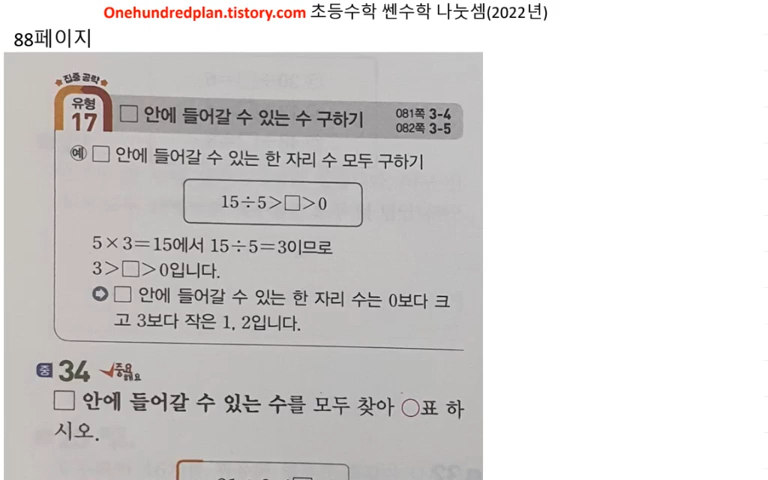 Onehundredplan.tistory.com 초등수학 쎈수학 나눗셈(2022년)
88페이지
집중 공략
유형
17
□ 안에 들어갈 수 있는 수 구하기
081쪽 3-4
082쪽 3-5
예 □ 안에 들어갈 수 있는 한 자리 수 모두 구하기
15÷5>□>0
5×3=15에서 15÷5=3이므로
3>□>0입니다.
➲ □ 안에 들어갈 수 있는 한 자리 수는 0보다 크
고 3보다 작은 1, 2입니다.
중 34 중요해요
□ 안에 들어갈 수 있는 수를 모두 찾아 ○표 하
시오.